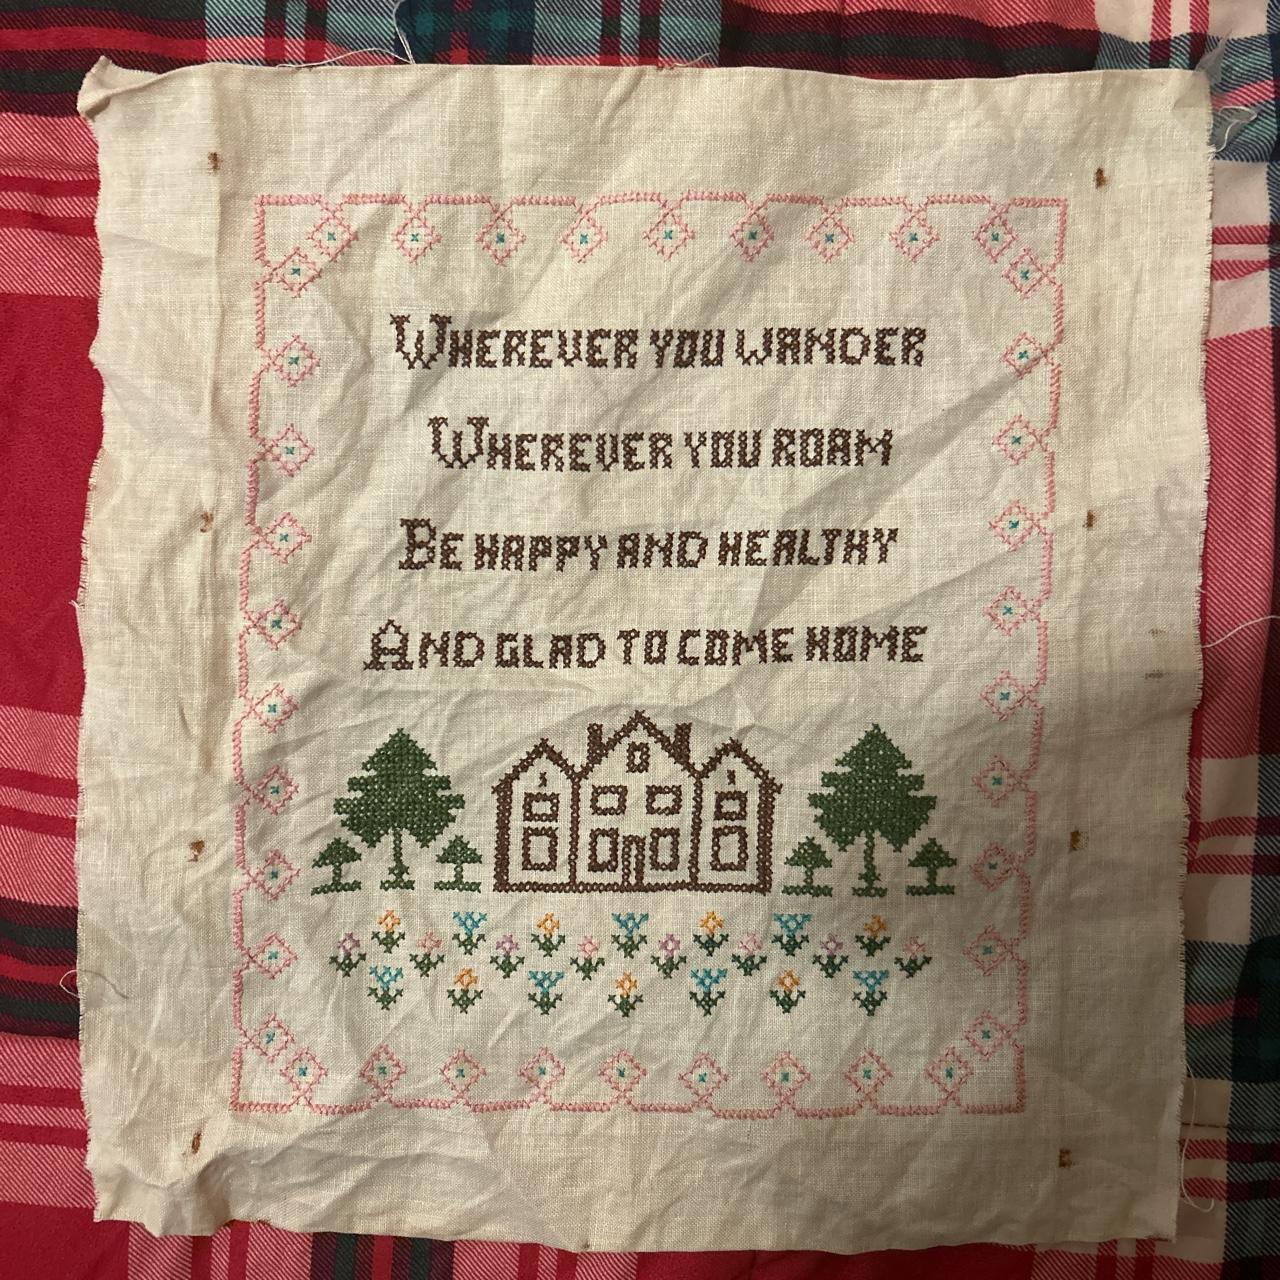 Wherever you wander
Wherever you roam
Be happy and healthy
And glad to come home